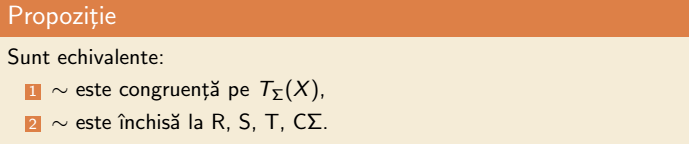 Propoziție
Sunt echivalente:
1 ∼ este congruență pe T_Σ(X),
2 ∼ este închisă la R, S, T, CΣ.